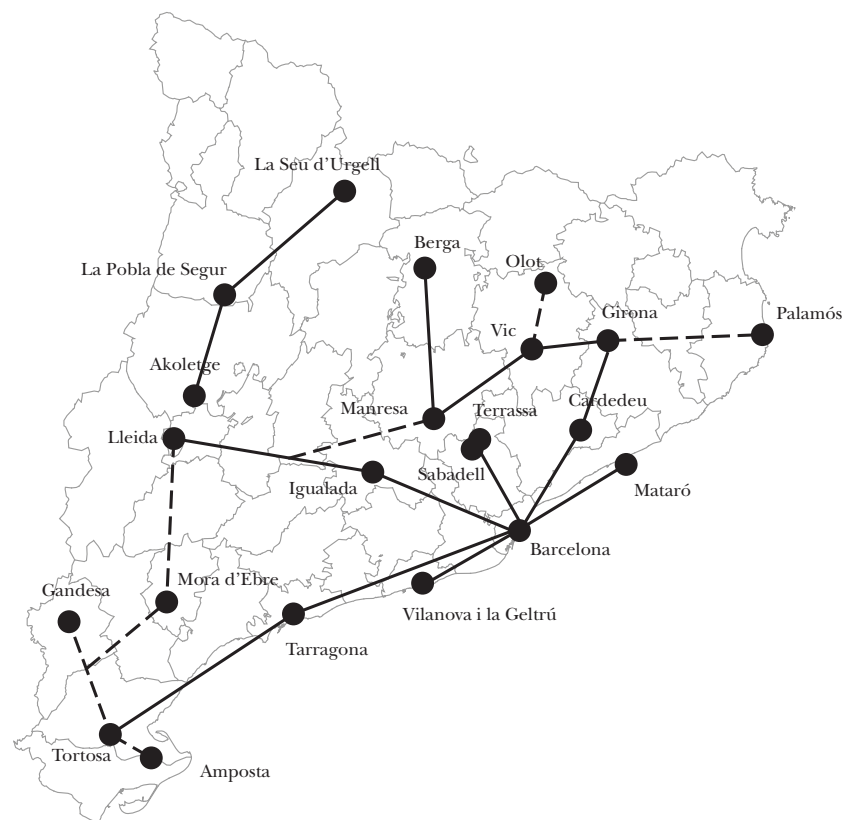 La Seu d’Urgell
Berga
Olot
La Pobla de Segur
Girona
Palamós
Vic
Akoletge
Manresa
Terrassa
Cardedeu
Lleida
Sabadell
Igualada
Mataró
Barcelona
Mora d’Ebre
Gandesa
Vilanova i la Geltrú
Tarragona
Tortosa
Amposta